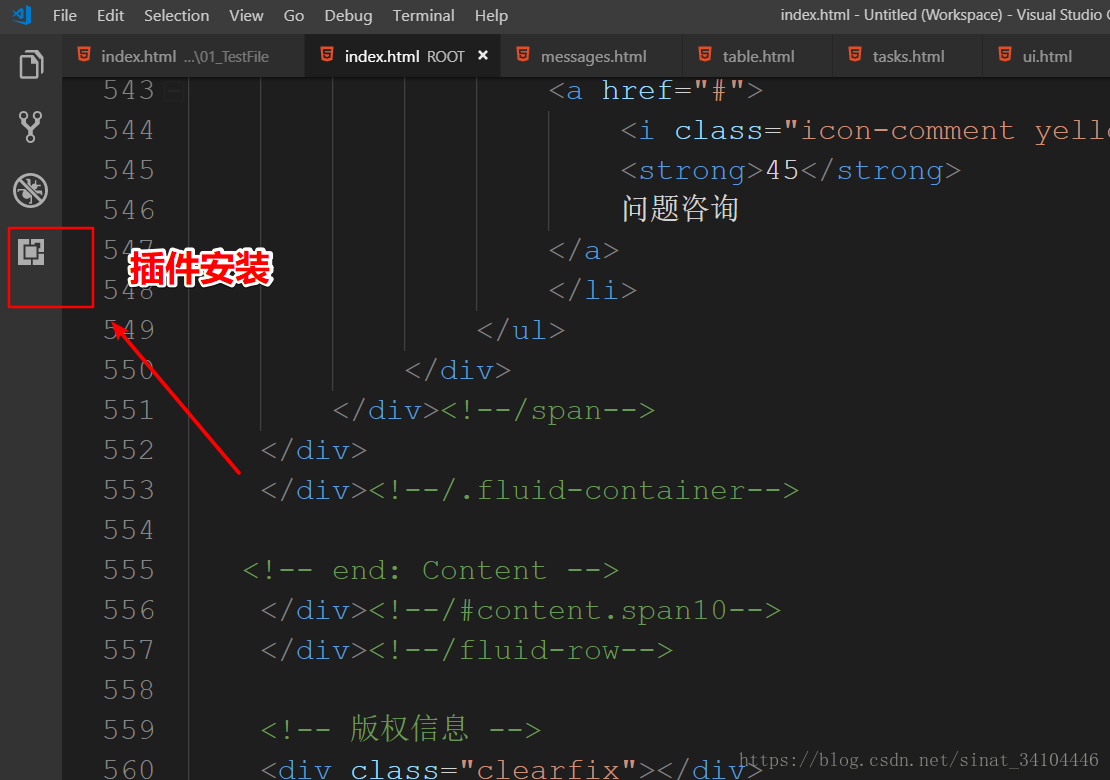 File Edit Selection View Go Debug Terminal Help index.html - Untitled (Workspace) - Visual Studio
index.html ...\01_TestFile index.html ROOT × messages.html table.html tasks.html ui.html
543 <a href="#">
544 <i class="icon-comment
545 <strong>45</strong>
546 问题咨询
547 </a>
插件安装
548 </li>
549 </ul>
550 </div>
551 </div><!--/span-->
552 </div>
553 </div><!--/.fluid-container-->
554
555 <!-- end: Content -->
556 </div><!--/#content.span10-->
557 </div><!--/fluid-row-->
558
559 <!-- 版权信息 -->
560 <div class="clearfix"></div>
https://blog.csdn.net/sinat_34104446